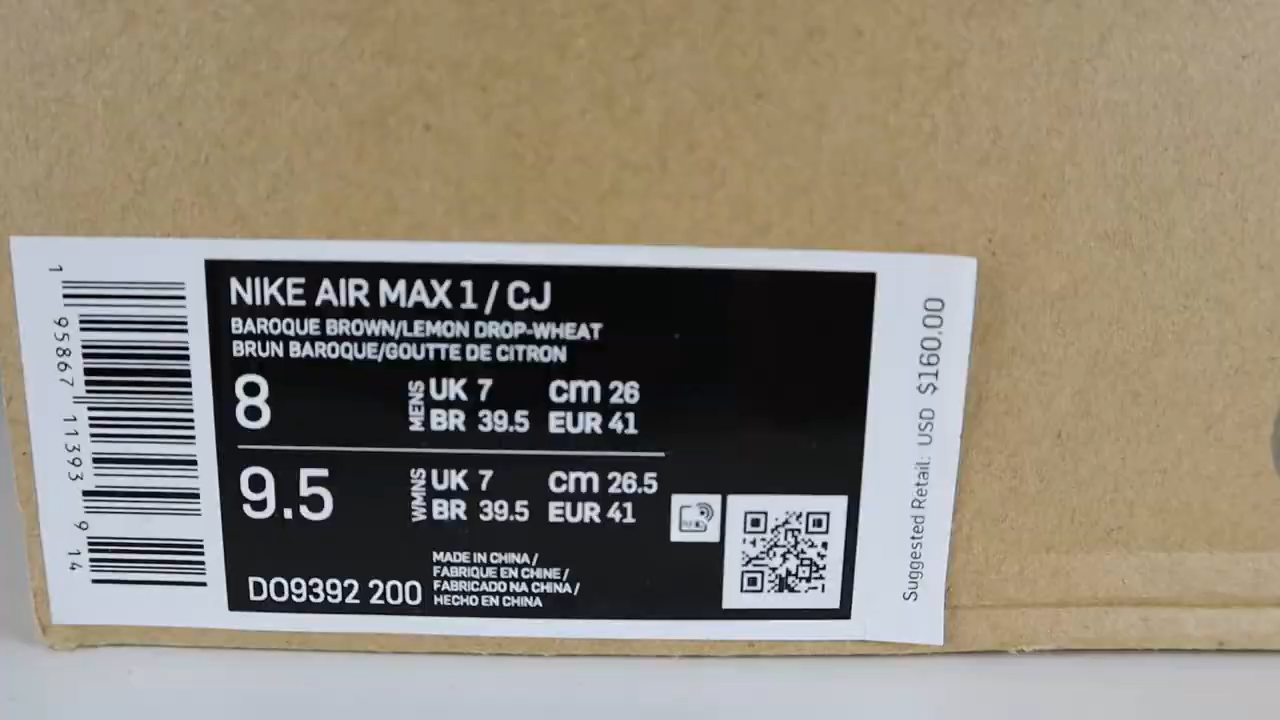 NIKE AIR MAX 1 / CJ
BAROQUE BROWN/LEMON DROP-WHEAT
BRUN BAROQUE/GOUTTE DE CITRON
8 MENS UK 7 cm 26
BR 39.5 EUR 41
9.5 WMNS UK 7 cm 26.5
BR 39.5 EUR 41
DO9392 200
MADE IN CHINA /
FABRIQUE EN CHINE /
FABRICADO NA CHINA /
HECHO EN CHINA
1 95867 11393 9 14
Suggested Retail: USD $160.00